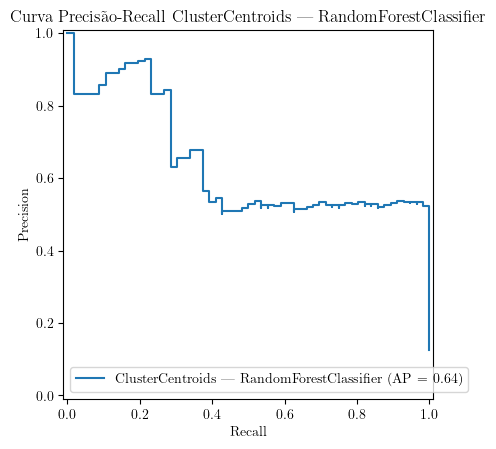 Curva Precisão-Recall ClusterCentroids — RandomForestClassifier
1.0
0.8
0.6
0.4
0.2
0.0
Precision
ClusterCentroids — RandomForestClassifier (AP = 0.64)
0.0 0.2 0.4 0.6 0.8 1.0
Recall